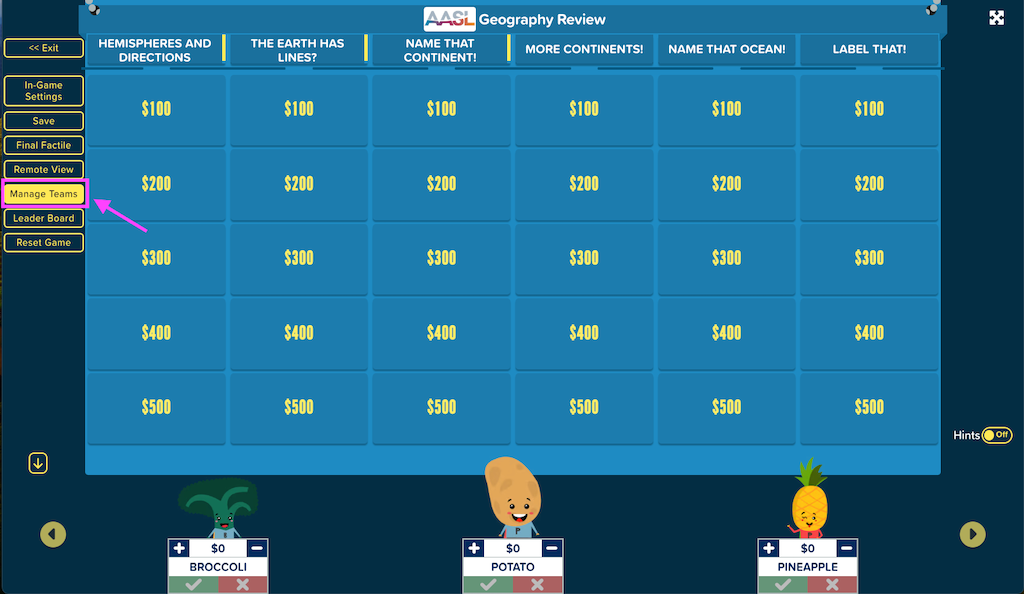 AASL Geography Review
<< Exit
HEMISPHERES AND
DIRECTIONS
THE EARTH HAS
LINES?
NAME THAT
CONTINENT!
MORE CONTINENTS!
NAME THAT OCEAN!
LABEL THAT!
In-Game
Settings
Save
Final Factile
Remote View
Manage Teams
Leader Board
Reset Game
$100 $100 $100 $100 $100 $100
$200 $200 $200 $200 $200 $200
$300 $300 $300 $300 $300 $300
$400 $400 $400 $400 $400 $400
$500 $500 $500 $500 $500 $500
Hints Off
B P P
+ $0 − + $0 − + $0 −
BROCCOLI POTATO PINEAPPLE